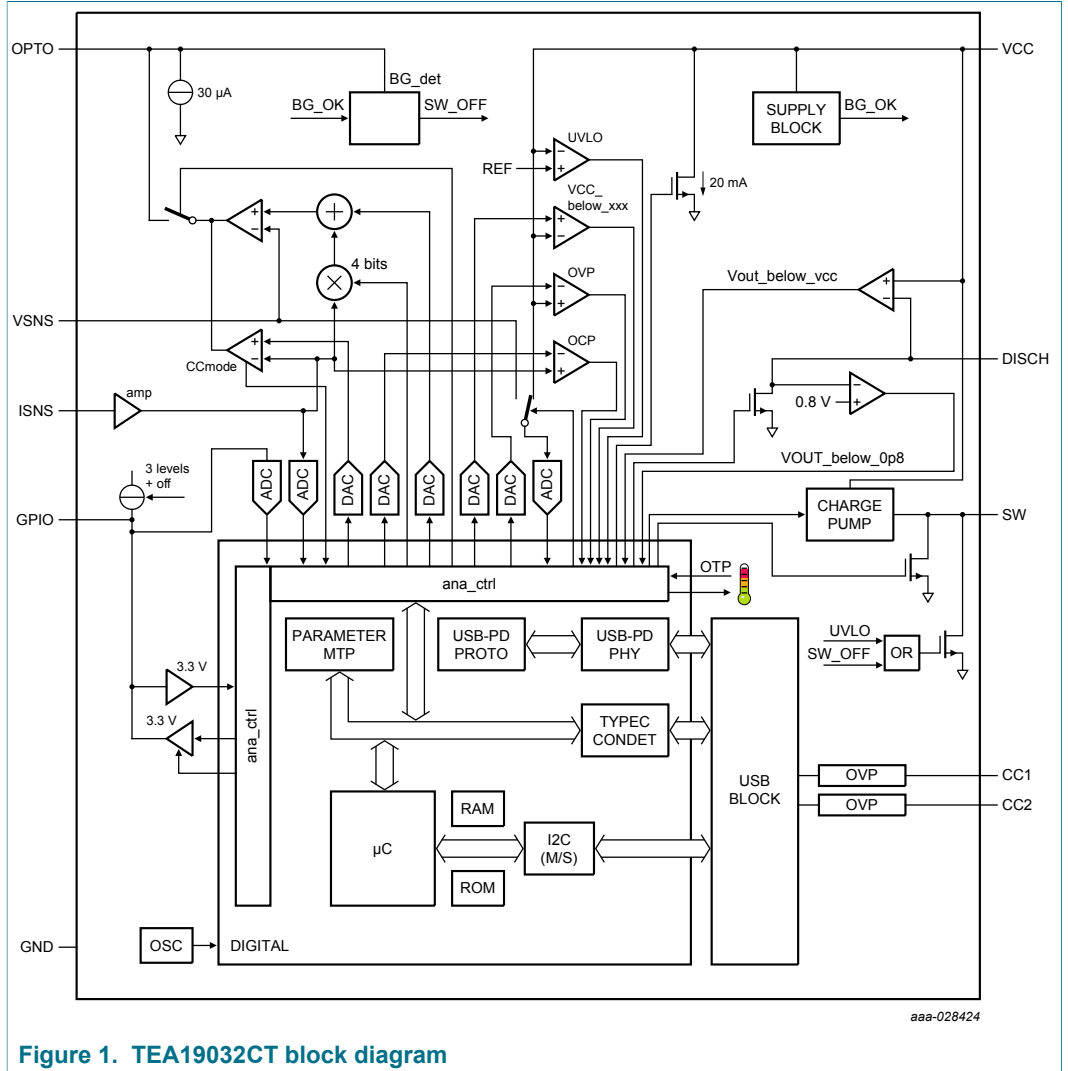 OPTO
VCC
30 µA
BG_det
BG_OK
SW_OFF
SUPPLY
BLOCK
BG_OK
UVLO
-
+
REF
20 mA
VCC_
below_xxx
+
-
+
-
+
4 bits
×
OVP
-
+
Vout_below_vcc
+
-
VSNS
OCP
-
+
+
-
CCmode
DISCH
ISNS
amp
0.8 V
-
+
3 levels
+ off
VOUT_below_0p8
ADC
ADC
DAC
DAC
DAC
DAC
DAC
ADC
GPIO
CHARGE
PUMP
SW
ana_ctrl
OTP
PARAMETER
MTP
USB-PD
PROTO
USB-PD
PHY
UVLO
SW_OFF
OR
3.3 V
3.3 V
ana_ctrl
TYPEC
CONDET
USB
BLOCK
OVP
CC1
OVP
CC2
µC
RAM
I2C
(M/S)
ROM
GND
OSC
DIGITAL
aaa-028424
Figure 1. TEA19032CT block diagram